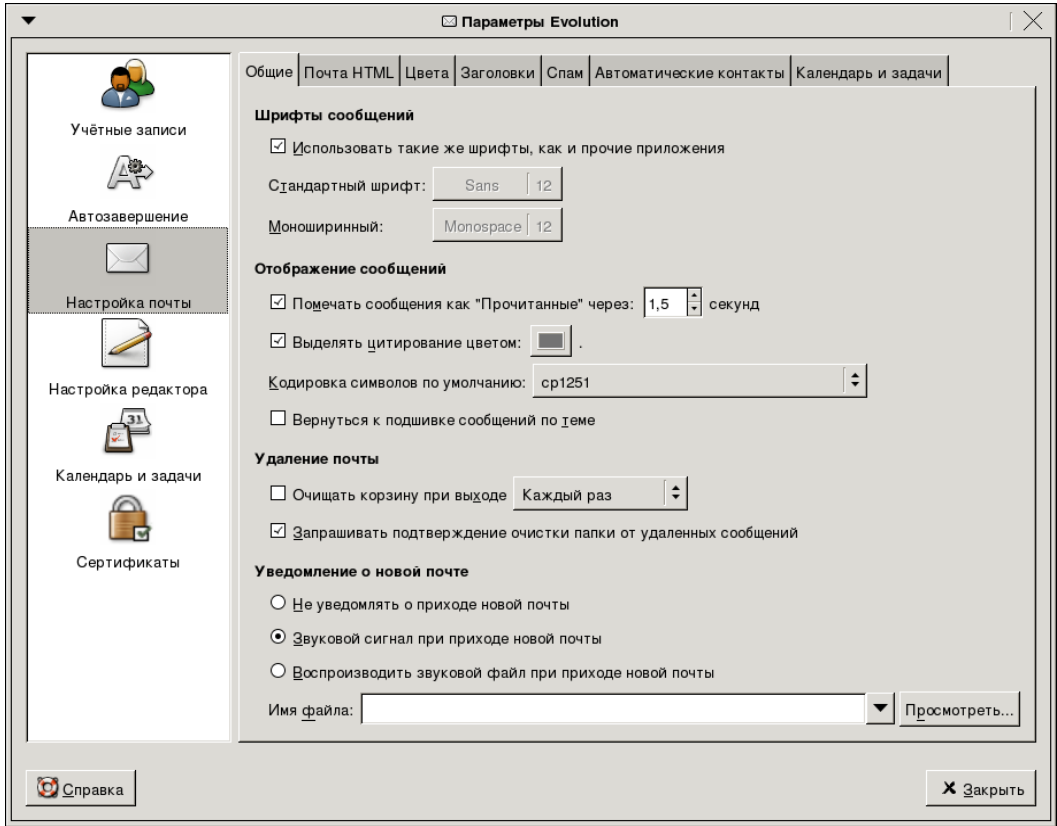 Параметры Evolution
Учётные записи
Автозавершение
Настройка почты
Настройка редактора
31
Календарь и задачи
Сертификаты
Общие Почта HTML Цвета Заголовки Спам Автоматические контакты Календарь и задачи
Шрифты сообщений
Использовать такие же шрифты, как и прочие приложения
Стандартный шрифт: Sans 12
Моноширинный: Monospace 12
Отображение сообщений
Помечать сообщения как "Прочитанные" через: 1,5 секунд
Выделять цитирование цветом: .
Кодировка символов по умолчанию: cp1251
Вернуться к подшивке сообщений по теме
Удаление почты
Очищать корзину при выходе Каждый раз
Запрашивать подтверждение очистки папки от удаленных сообщений
Уведомление о новой почте
Не уведомлять о приходе новой почты
Звуковой сигнал при приходе новой почты
Воспроизводить звуковой файл при приходе новой почты
Имя файла: Просмотреть...
Справка Закрыть